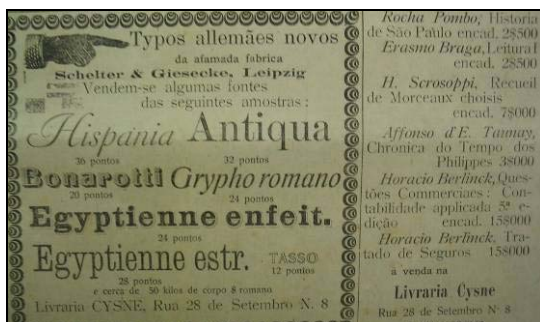 Typos allemães novos
da afamada fabrica
Schelter & Giesecke, Leipzig
Vendem-se algumas fontes
das seguintes amostras:
Hispania Antiqua
36 pontos 32 pontos
Bonarotti Grypho romano
20 pontos 24 pontos
Egyptienne enfeit.
24 pontos
Egyptienne estr. TASSO
28 pontos 12 pontos
e cerca de 50 kilos de corpo 8 romano
Livraria CYSNE, Rua 28 de Setembro N. 8
Rocha Pombo, Historia
de São Paulo encad. 2$500
Erasmo Braga, Leitura I
encad. 2$500
H. Scrosoppi, Recueil
de Morceaux choisis
encad. 7$000
Affonso d'E. Taunay,
Chronica do Tempo dos
Philippes 3$000
Horacio Berlinck, Ques-
tões Commerciaes: Con-
tabilidade applicada 5ª e-
dição encad. 15$000
Horacio Berlinck, Tra-
tado de Seguros 15$000
à venda na
Livraria Cysne
Rua 28 de Setembro N· 8